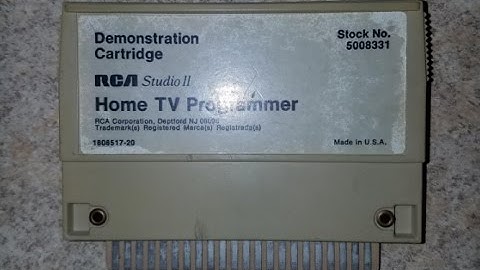 Demonstration Stock No.
Cartridge 5008331
RCA Studio II
Home TV Programmer
RCA Corporation, Deptford NJ
Trademark(s) Registered Marca(s) Registrada(s)
1606517-20 Made in U.S.A.